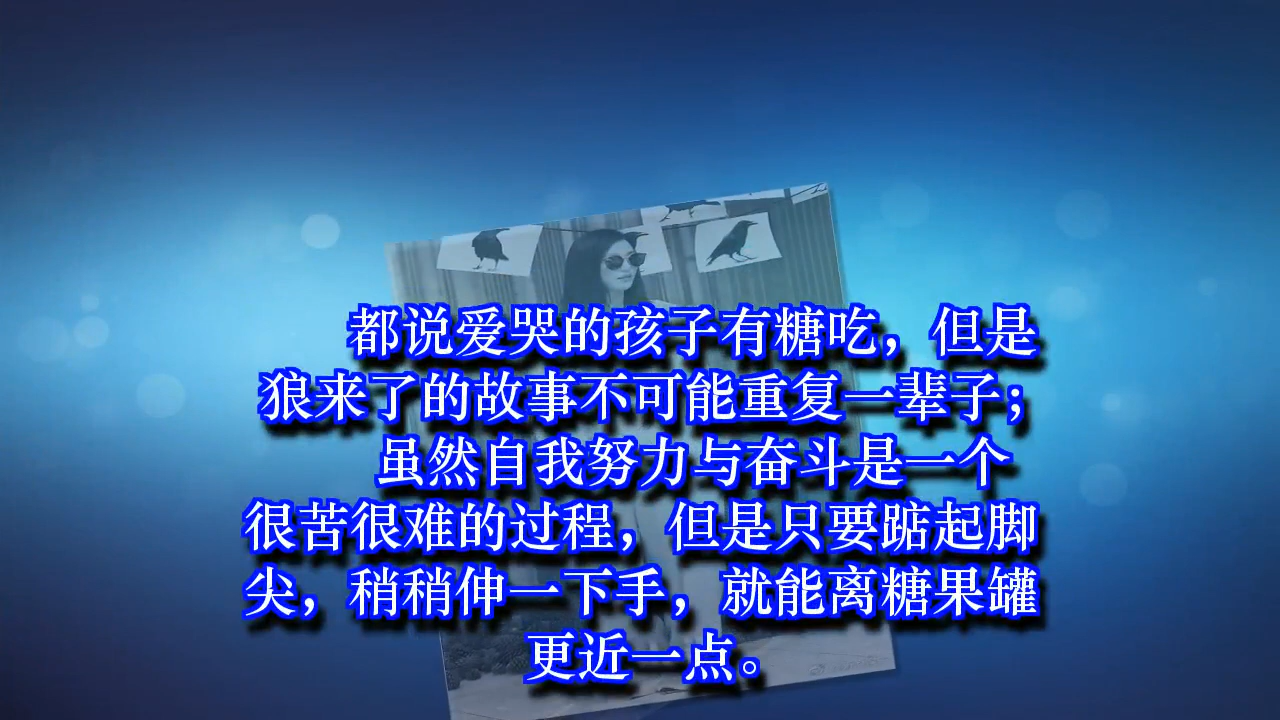 都说爱哭的孩子有糖吃，但是
狼来了的故事不可能重复一辈子；
虽然自我努力与奋斗是一个
很苦很难的过程，但是只要踮起脚
尖，稍稍伸一下手，就能离糖果罐
更近一点。